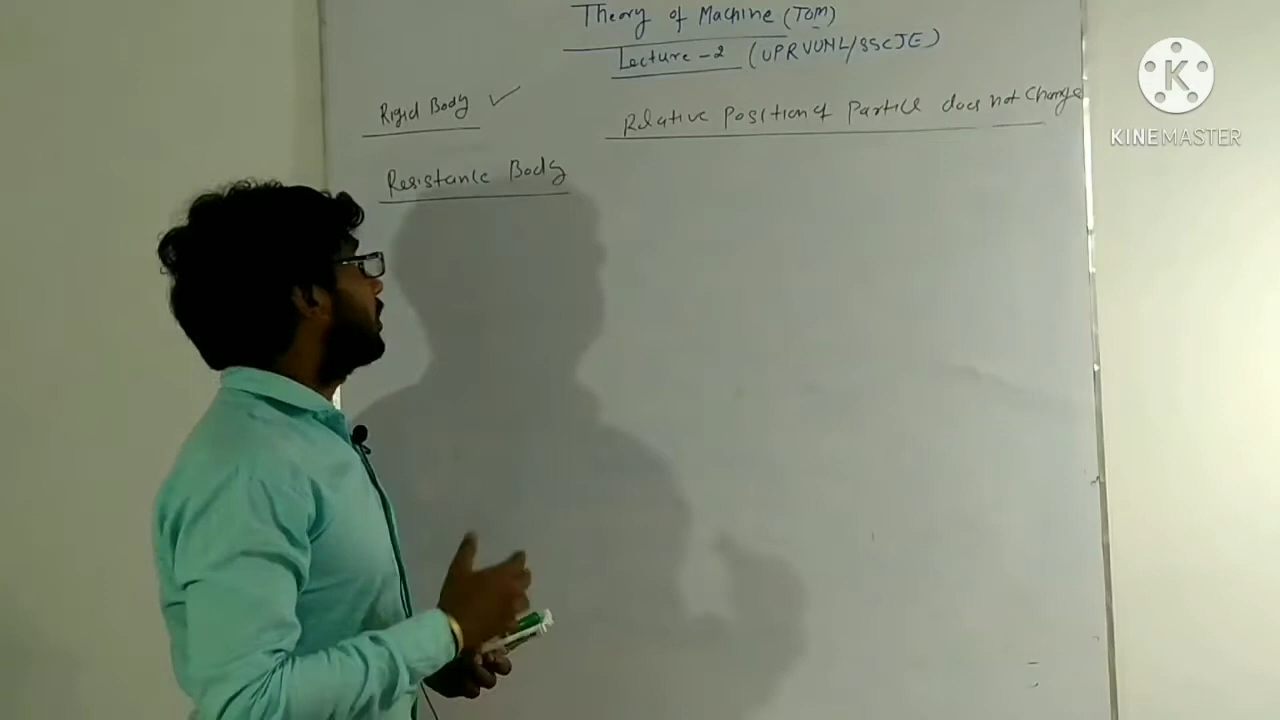 Theory of Machine (TOM)
Lecture-2 (UPRVUNL/SSCJE)
Rigid Body ✓ Relative Position of Particle does not change
Resistance Body
K
KINEMASTER